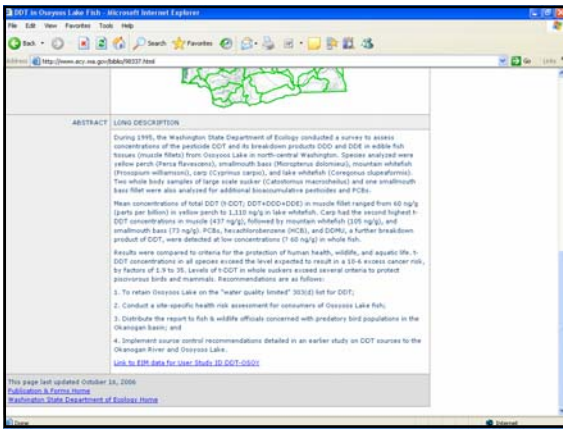 DDT in Osoyoos Lake Fish - Microsoft Internet Explorer
File Edit View Favorites Tools Help
Back Search Favorites
Address http://www.ecy.wa.gov/biblio/98337.html Go Links
ABSTRACT LONG DESCRIPTION
During 1995, the Washington State Department of Ecology conducted a survey to assess
concentrations of the pesticide DDT and its breakdown products DDD and DDE in edible fish
tissues (muscle fillets) from Osoyoos Lake in north-central Washington. Species analyzed were
yellow perch (Perca flavescens), smallmouth bass (Micropterus dolomieui), mountain whitefish
(Prosopium williamsoni), carp (Cyprinus carpio), and lake whitefish (Coregonus clupeaformis).
Two whole body samples of large scale sucker (Catostomus macrocheilus) and one smallmouth
bass fillet were also analyzed for additional bioaccumulative pesticides and PCBs.
Mean concentrations of total DDT (t-DDT; DDT+DDD+DDE) in muscle fillet ranged from 60 ng/g
(parts per billion) in yellow perch to 1,110 ng/g in lake whitefish. Carp had the second highest t-
DDT concentrations in muscle (437 ng/g), followed by mountain whitefish (105 ng/g), and
smallmouth bass (73 ng/g). PCBs, hexachlorobenzene (HCB), and DDMU, a further breakdown
product of DDT, were detected at low concentrations (? 60 ng/g) in whole fish.
Results were compared to criteria for the protection of human health, wildlife, and aquatic life. t-
DDT concentrations in all species exceed the level expected to result in a 10-6 excess cancer risk,
by factors of 1.9 to 35. Levels of t-DDT in whole suckers exceed several criteria to protect
piscivorous birds and mammals. Recommendations are as follows:
1. To retain Osoyoos Lake on the "water quality limited" 303(d) list for DDT;
2. Conduct a site-specific health risk assessment for consumers of Osoyoos Lake fish;
3. Distribute the report to fish & wildlife officials concerned with predatory bird populations in the
Okanogan basin; and
4. Implement source control recommendations detailed in an earlier study on DDT sources to the
Okanogan River and Osoyoos Lake.
Link to EIM data for User Study ID DDT-OSOY
This page last updated October 16, 2006
Publication & Forms Home
Washington State Department of Ecology Home
Done Internet